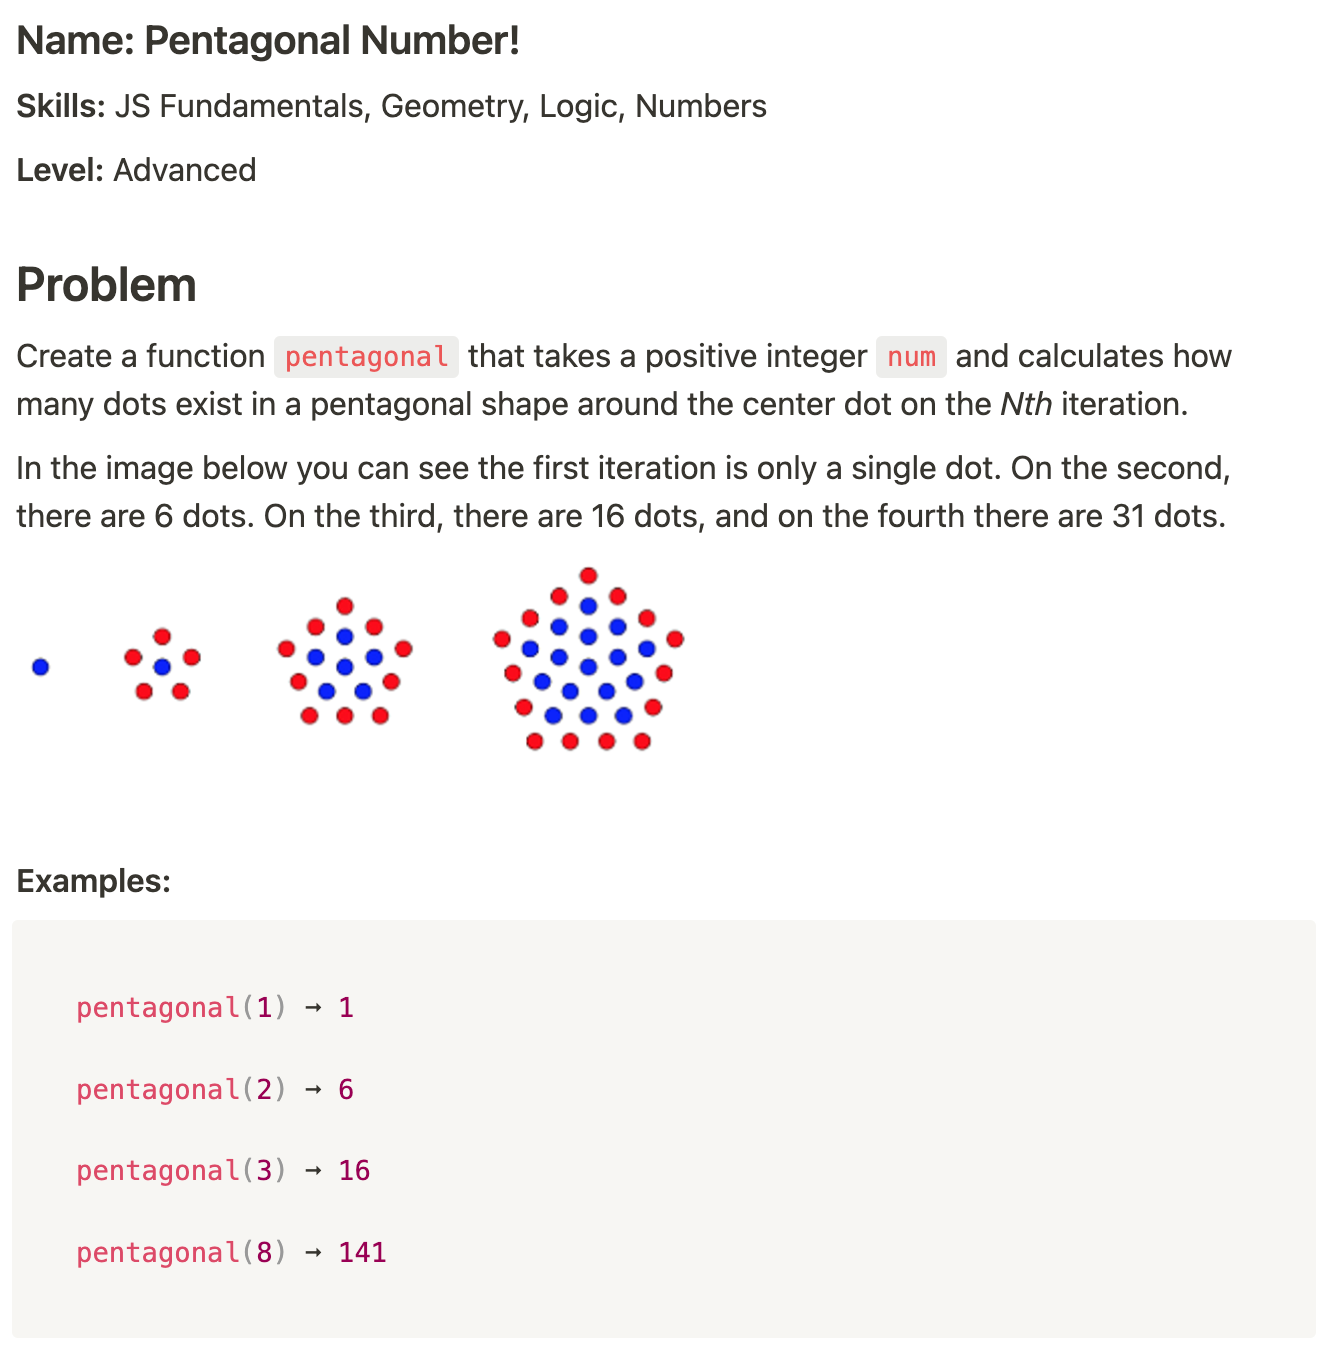 Name: Pentagonal Number!
Skills: JS Fundamentals, Geometry, Logic, Numbers
Level: Advanced
Problem
Create a function pentagonal that takes a positive integer num and calculates how
many dots exist in a pentagonal shape around the center dot on the Nth iteration.
In the image below you can see the first iteration is only a single dot. On the second,
there are 6 dots. On the third, there are 16 dots, and on the fourth there are 31 dots.
Examples:
pentagonal(1) → 1
pentagonal(2) → 6
pentagonal(3) → 16
pentagonal(8) → 141